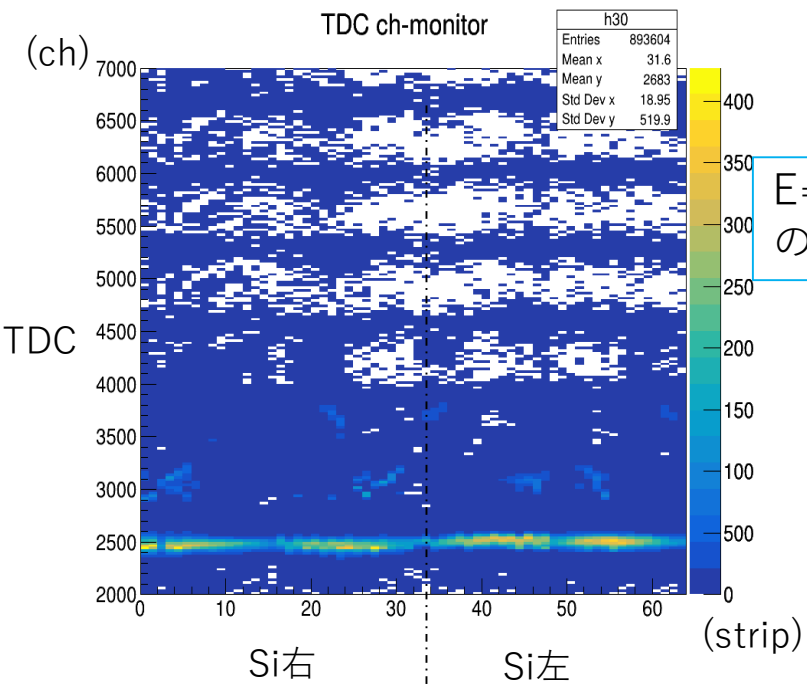 TDC ch-monitor
(ch)
h30
Entries 893604
Mean x 31.6
Mean y 2683
Std Dev x 18.95
Std Dev y 519.9
7000
6500
6000
5500
5000
4500
4000
3500
3000
2500
2000
TDC
0
10
20
30
40
50
60
400
350
300
250
200
150
100
500
0
E=
の
(strip)
Si右
Si左